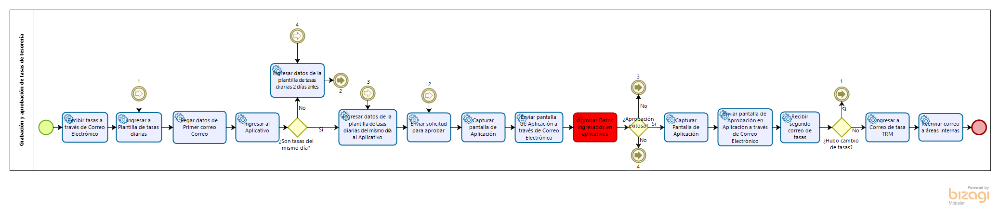 Grabación y aprobación de tasas de tesorería
Recibir tasas a
través de Correo
Electrónico
1
Ingresar a
Plantilla de tasas
diarias
Pegar datos de
Primer correo
Correo
Ingresar al
Aplicativo
¿Son tasas del
mismo día?
No
Si
4
Ingresar datos de la
plantilla de tasas
diarias 2 días antes
2
3
Ingresar datos de la
plantilla de tasas
diarias del mismo día
al Aplicativo
2
Enviar solicitud
para aprobar
Capturar
pantalla de
Aplicación
Enviar pantalla
de Aplicación a
través de Correo
Electrónico
Aprobar Datos
ingresados en
aplicativos
¿Aprobación
exitosa?
No
3
Si
No
4
Capturar
Pantalla de
Aplicación
Enviar pantalla de
Aprobación en
Aplicación a través
de Correo
Electrónico
Recibir
segundo
correo de
tasas
¿Hubo cambio
de tasas?
1
Si
No
Ingresar a
Correo de tasa
TRM
Reenviar correo
a áreas internas
Powered by
bizagi
Modeler